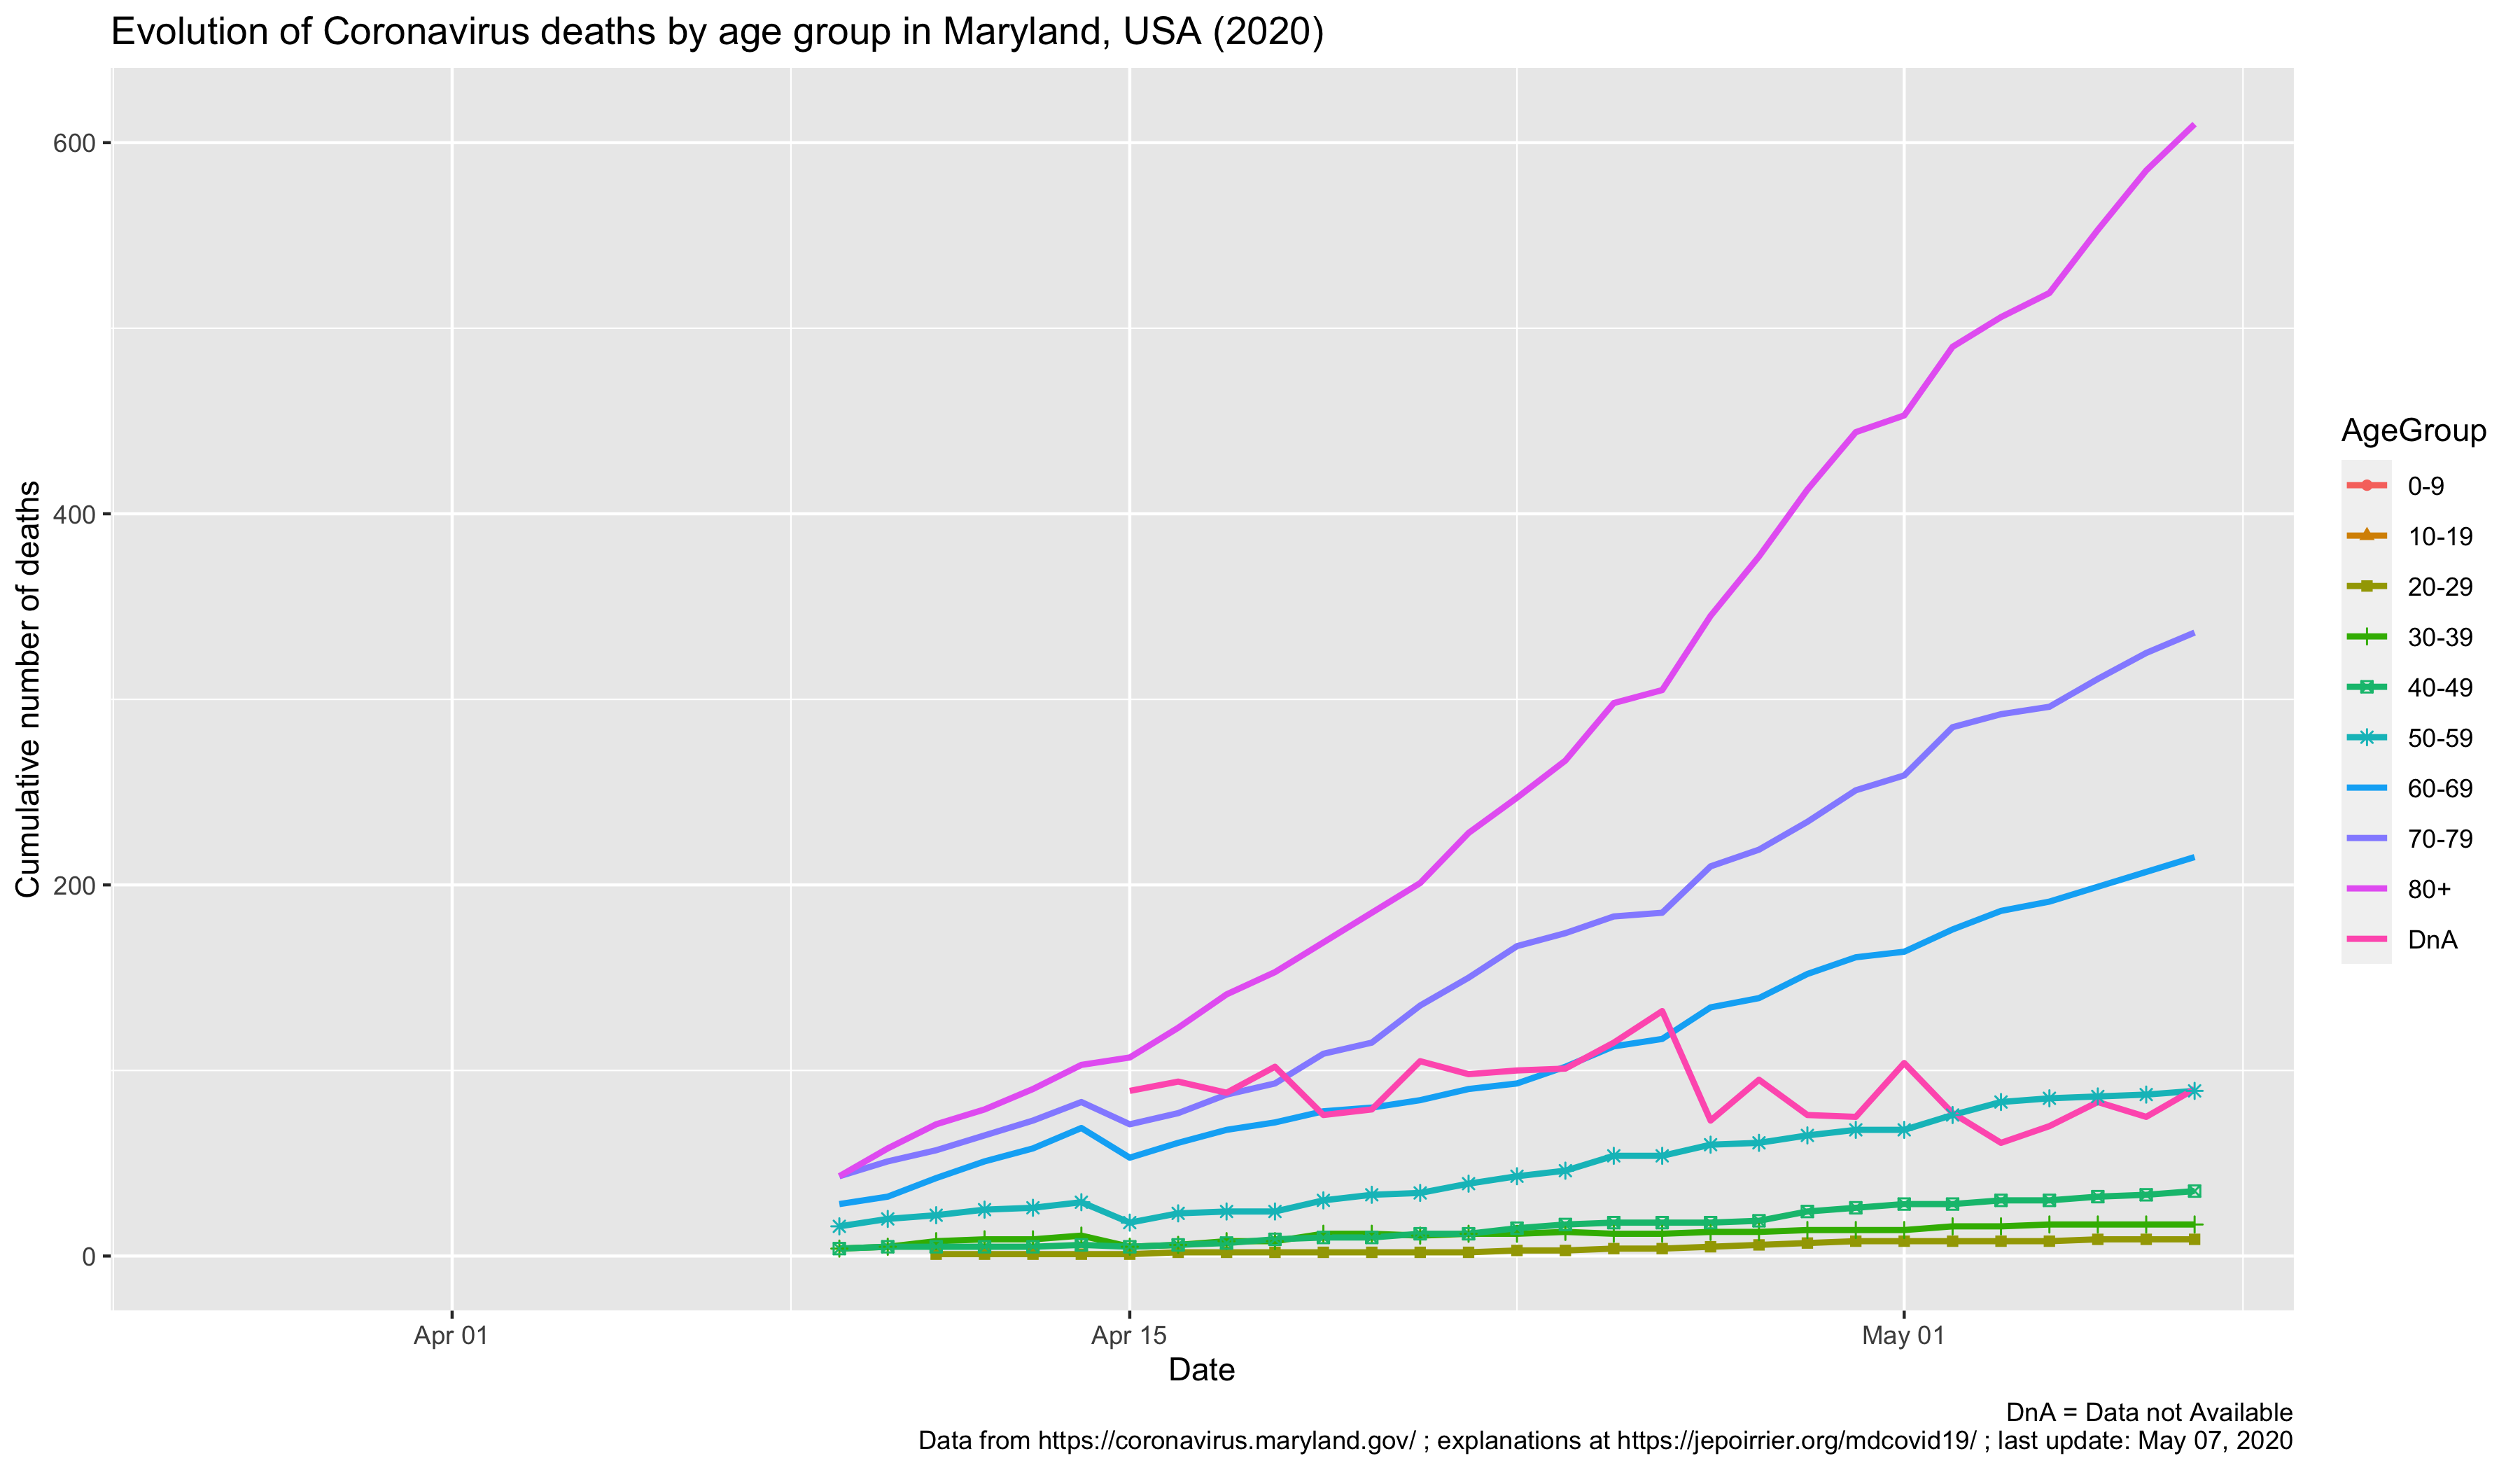 Evolution of Coronavirus deaths by age group in Maryland, USA (2020)
Cumulative number of deaths
600
400
200
0
Apr 01
Apr 15
May 01
Date
AgeGroup
0-9
10-19
20-29
30-39
40-49
50-59
60-69
70-79
80+
DnA
DnA = Data not Available
Data from https://coronavirus.maryland.gov/ ; explanations at https://jepoirrier.org/mdcovid19/ ; last update: May 07, 2020